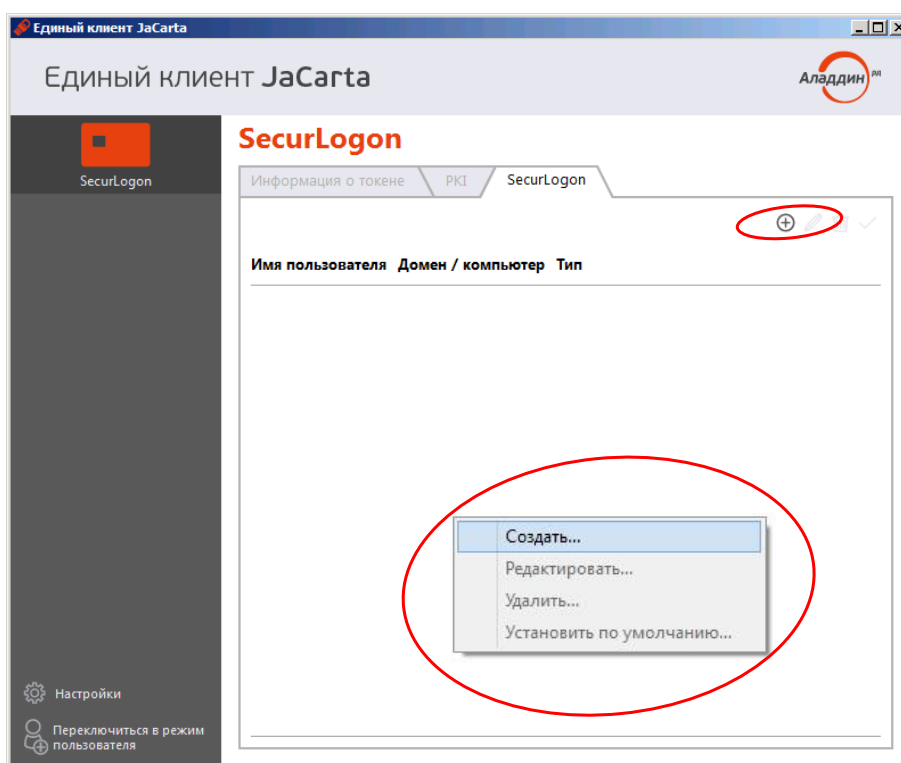 Единый клиент JaCarta
Единый клиент JaCarta
Аладдин РД
SecurLogon
SecurLogon
Информация о токене PKI SecurLogon
Имя пользователя Домен / компьютер Тип
Создать...
Редактировать...
Удалить...
Установить по умолчанию...
Настройки
Переключиться в режим
пользователя